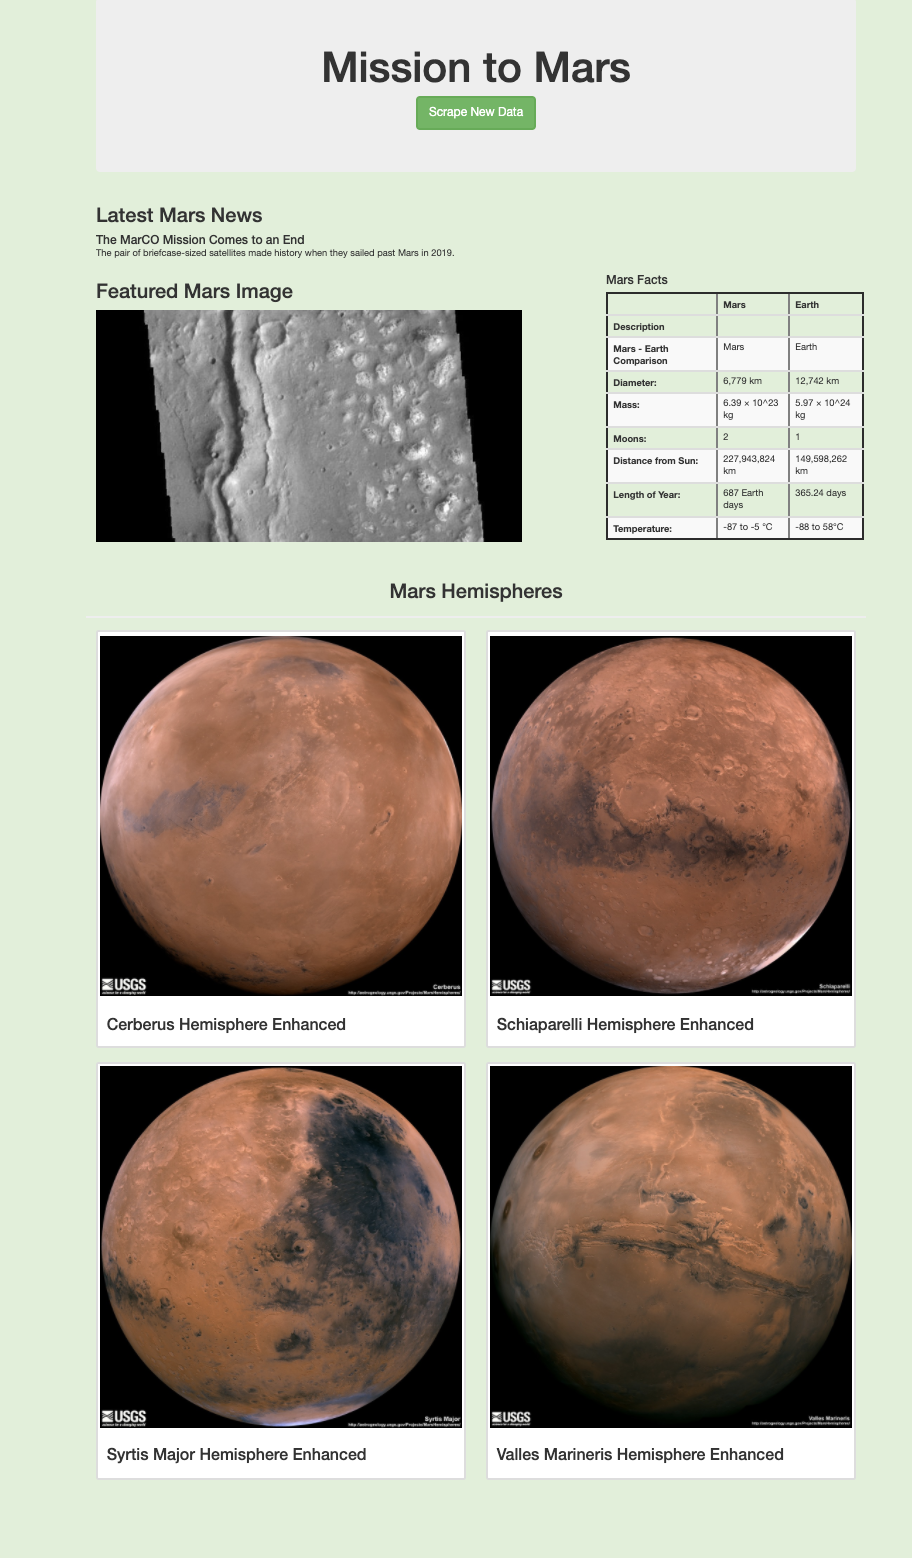 Mission to Mars
Scrape New Data
Latest Mars News
The MarCO Mission Comes to an End
The pair of briefcase-sized satellites made history when they sailed past Mars in 2019.
Featured Mars Image
Mars Facts
Mars Earth
Description
Mars - Earth Comparison Mars Earth
Diameter: 6,779 km 12,742 km
Mass: 6.39 × 10^23 kg 5.97 × 10^24 kg
Moons: 2 1
Distance from Sun: 227,943,824 km 149,598,262 km
Length of Year: 687 Earth days 365.24 days
Temperature: -87 to -5 °C -88 to 58°C
Mars Hemispheres
USGS
Cerberus
Cerberus Hemisphere Enhanced
USGS
Schiaparelli
Schiaparelli Hemisphere Enhanced
USGS
Syrtis Major
Syrtis Major Hemisphere Enhanced
USGS
Valles Marineris
Valles Marineris Hemisphere Enhanced